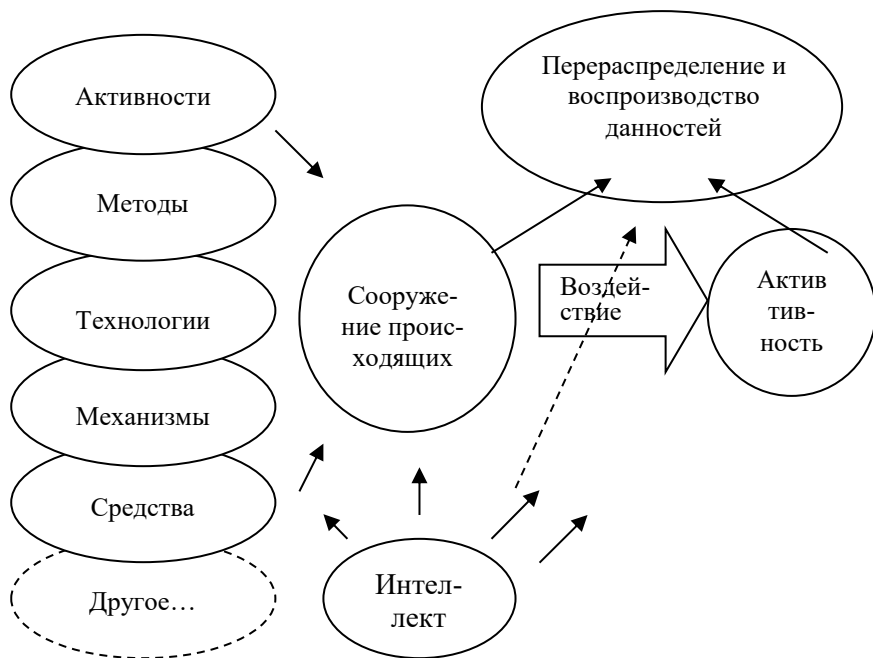 Активности
Методы
Технологии
Механизмы
Средства
Другое…
Сооруже-
ние проис-
ходящих
Интел-
лект
Перераспределение и
воспроизводство
данностей
Воздей-
ствие
Актив
тив-
ность